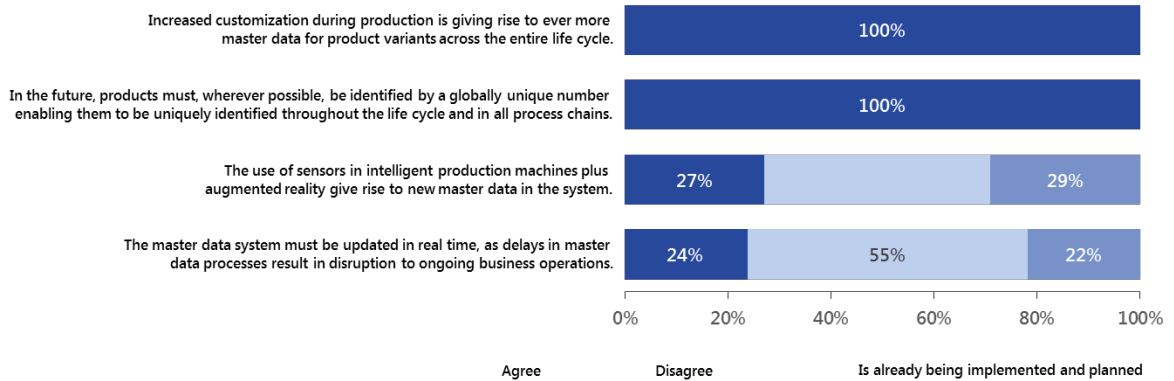 Increased customization during production is giving rise to ever more
master data for product variants across the entire life cycle.
100%
In the future, products must, wherever possible, be identified by a globally unique number
enabling them to be uniquely identified throughout the life cycle and in all process chains.
100%
The use of sensors in intelligent production machines plus
augmented reality give rise to new master data in the system.
27%
29%
The master data system must be updated in real time, as delays in master
data processes result in disruption to ongoing business operations.
24%
55%
22%
0%
20%
40%
60%
80%
100%
Agree
Disagree
Is already being implemented and planned